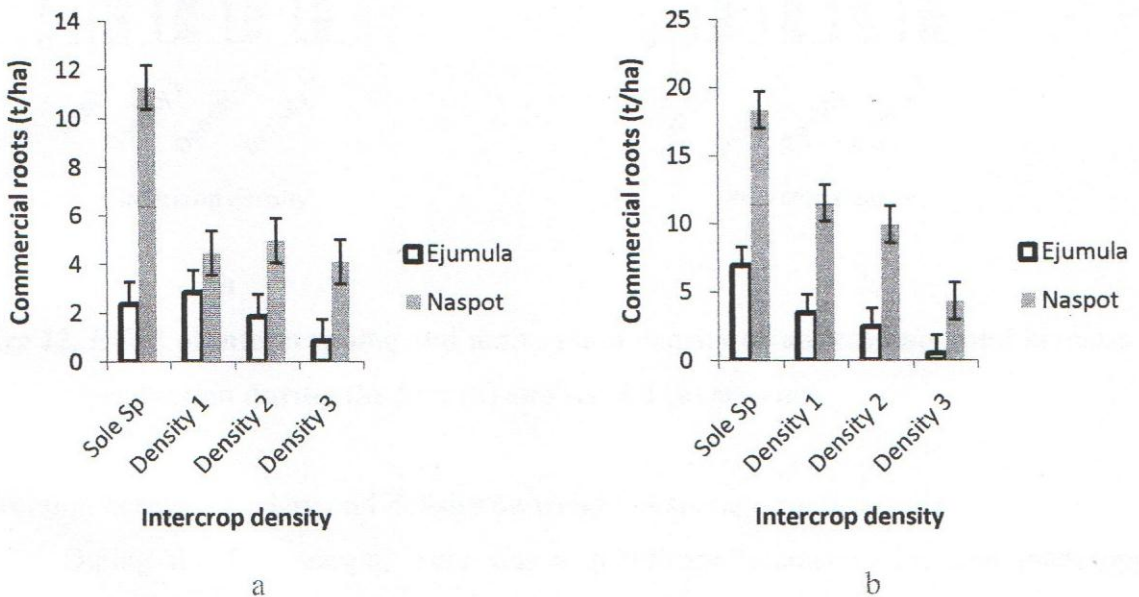 Commercial roots (t/ha)
14
12
10
8
6
4
2
0
Sole Sp
Density 1
Density 2
Density 3
Intercrop density
Ejumula
Naspot
a
Commercial roots (t/ha)
25
20
15
10
5
0
Sole Sp
Density 1
Density 2
Density 3
Intercrop density
Ejumula
Naspot
b